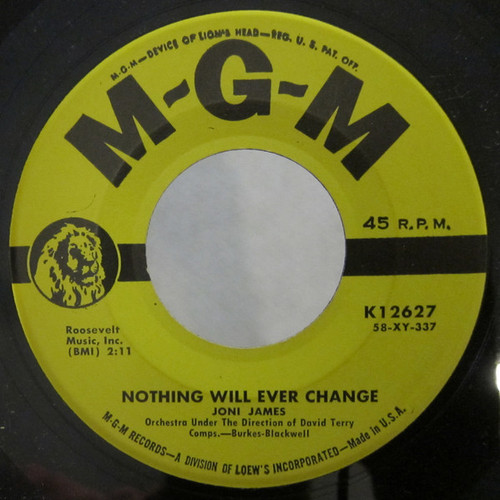 M-G-M—DEVICE OF LION'S HEAD—REG. U. S. PAT. OFF.
M-G-M
45 R.P.M.
K12627
58-XY-337
Roosevelt
Music, Inc.
(BMI) 2:11
NOTHING WILL EVER CHANGE
JONI JAMES
Orchestra Under The Direction of David Terry
Comps.—Burkes-Blackwell
M-G-M RECORDS—A DIVISION OF LOEW'S INCORPORATED—Made in U.S.A.